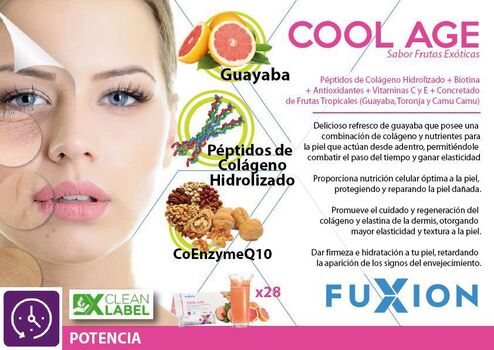 COOL AGE
Sabor Frutas Exóticas
Guayaba
Péptidos de Colágeno Hidrolizado + Biotina
+ Antioxidantes + Vitaminas C y E + Concretado
de Frutas Tropicales (Guayaba, Toronja y Camu Camu)
Delicioso refresco de guayaba que posee una
combinación de colágeno y nutrientes para
la piel que actúan desde adentro, permitiéndole
combatir el paso del tiempo y ganar elasticidad
Péptidos de
Colágeno
Hidrolizado
Proporciona nutrición celular óptima a la piel,
protegiendo y reparando la piel dañada.
Promueve el cuidado y regeneración del
colágeno y elastina de la dermis, otorgando
mayor elasticidad y textura a la piel.
CoEnzymeQ10
Dar firmeza e hidratación a tu piel, retardando
la aparición de los signos del envejecimiento.
X CLEAN
LABEL
COOL AGE
x28
FUXION
POTENCIA